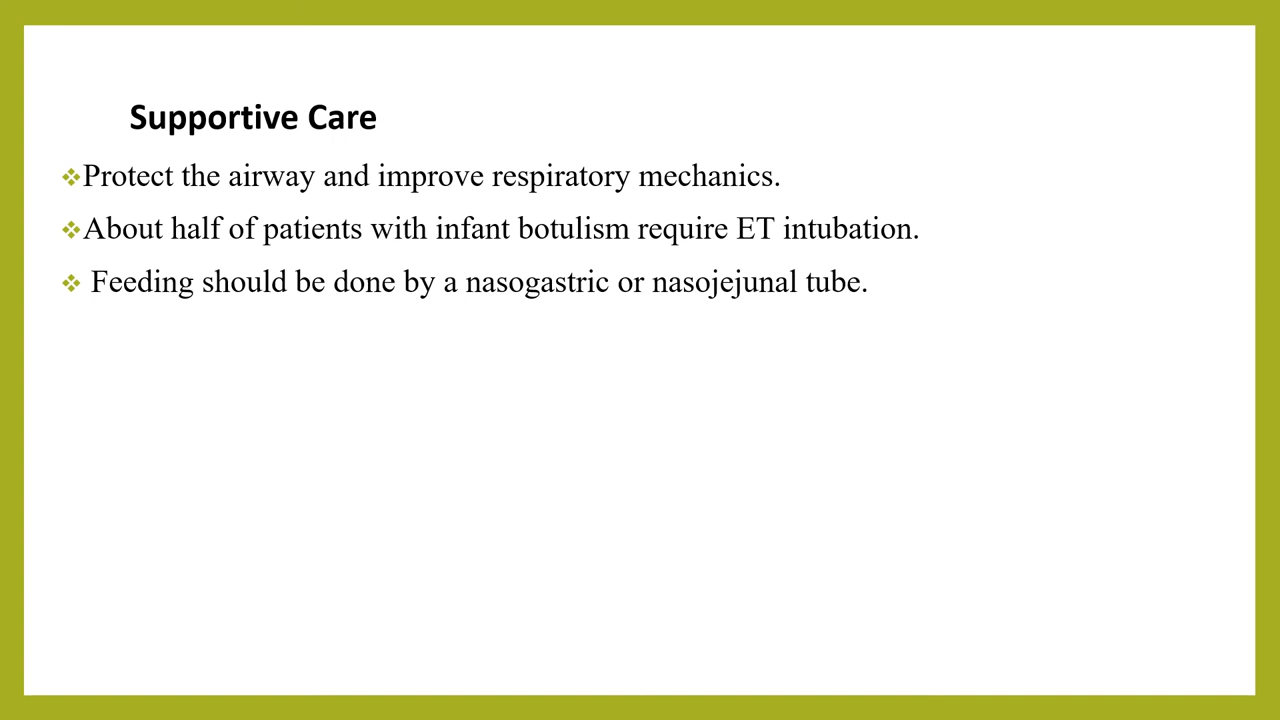 Supportive Care
❖Protect the airway and improve respiratory mechanics.
❖About half of patients with infant botulism require ET intubation.
❖ Feeding should be done by a nasogastric or nasojejunal tube.